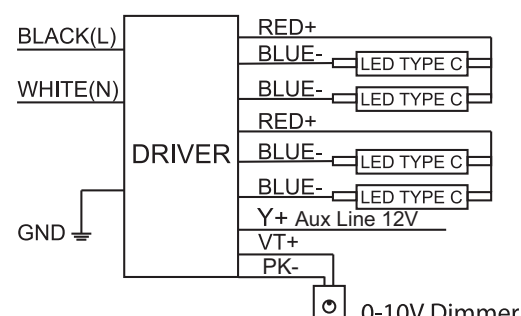 BLACK(L)
WHITE(N)
GND
DRIVER
RED+
BLUE-
LED TYPE C
BLUE-
LED TYPE C
RED+
BLUE-
LED TYPE C
BLUE-
LED TYPE C
Y+ Aux Line 12V
VT+
PK-
0-10V Dimmer